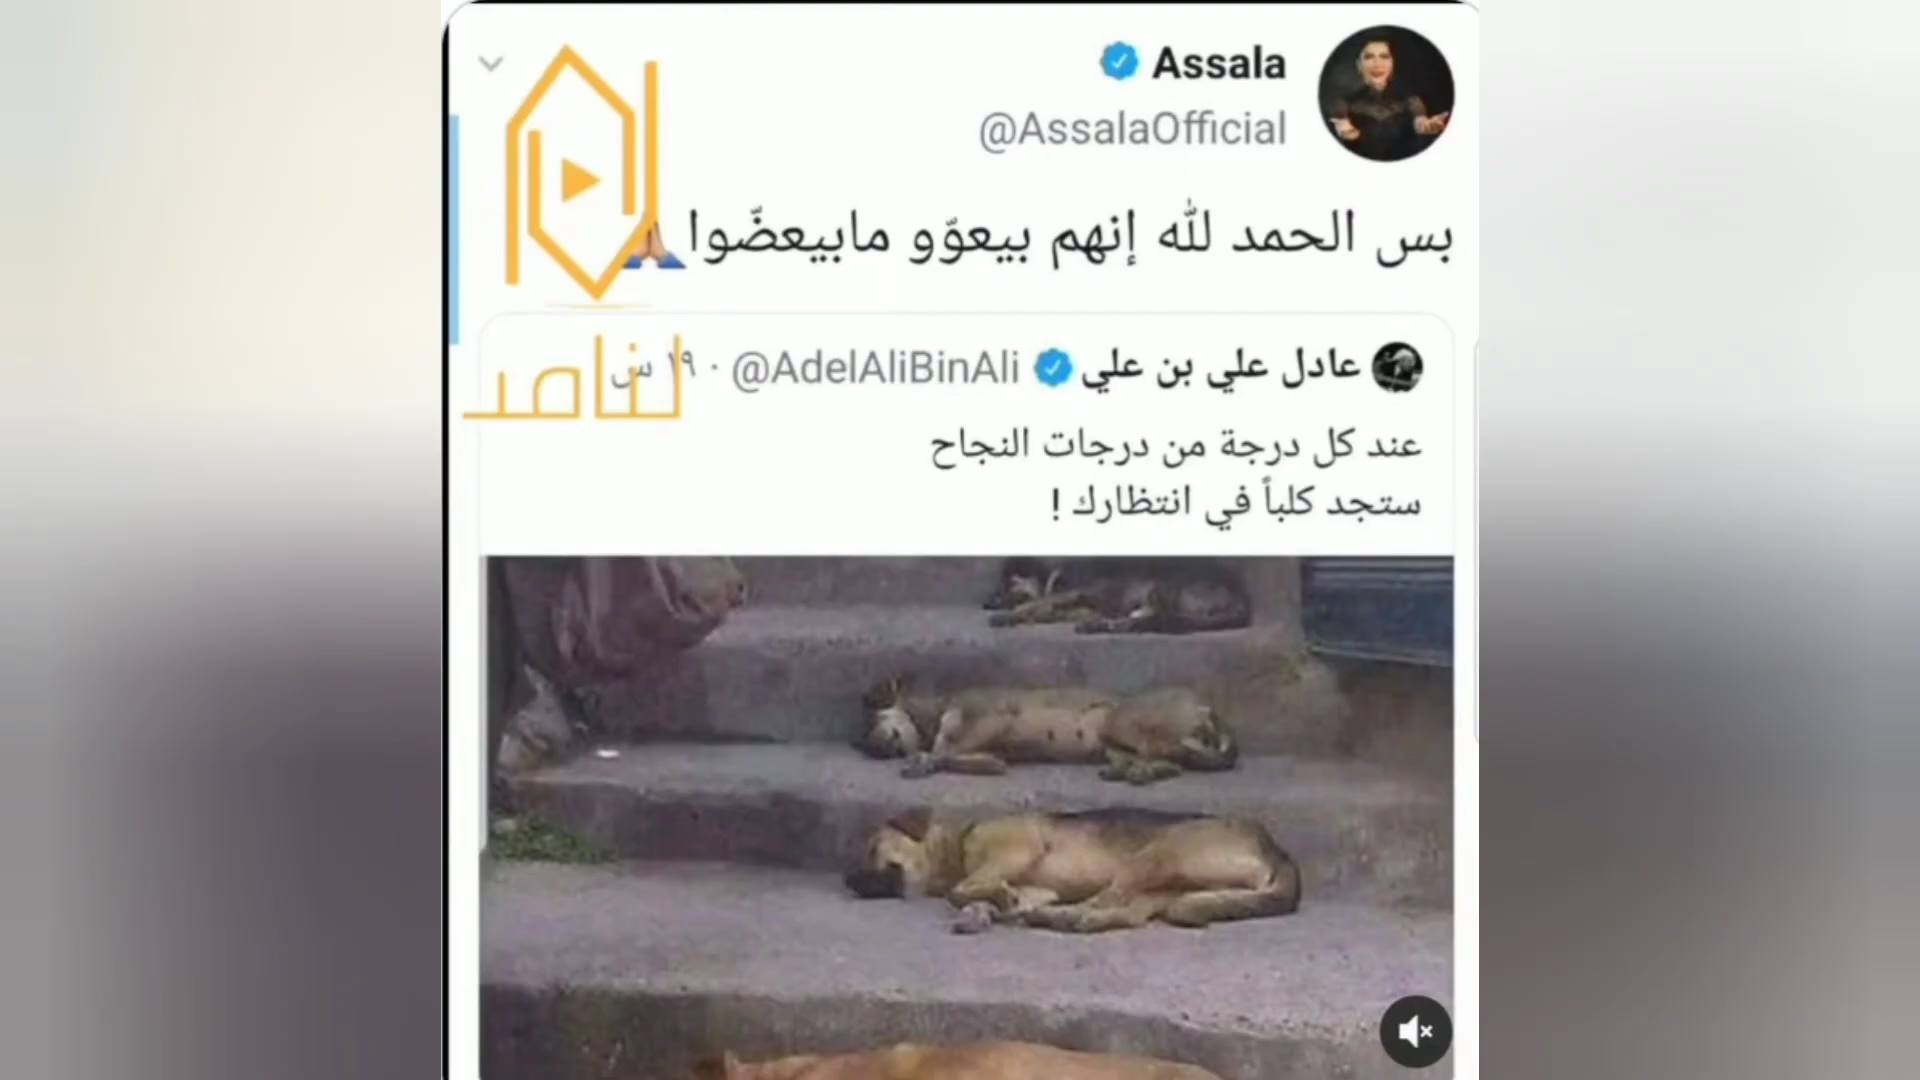 Assala
@AssalaOfficial
بس الحمد لله إنهم بيعوّو مابيعضّوا
عادل علي بن علي @AdelAliBinAli · ١٩ س
عند كل درجة من درجات النجاح
ستجد كلباً في انتظارك !